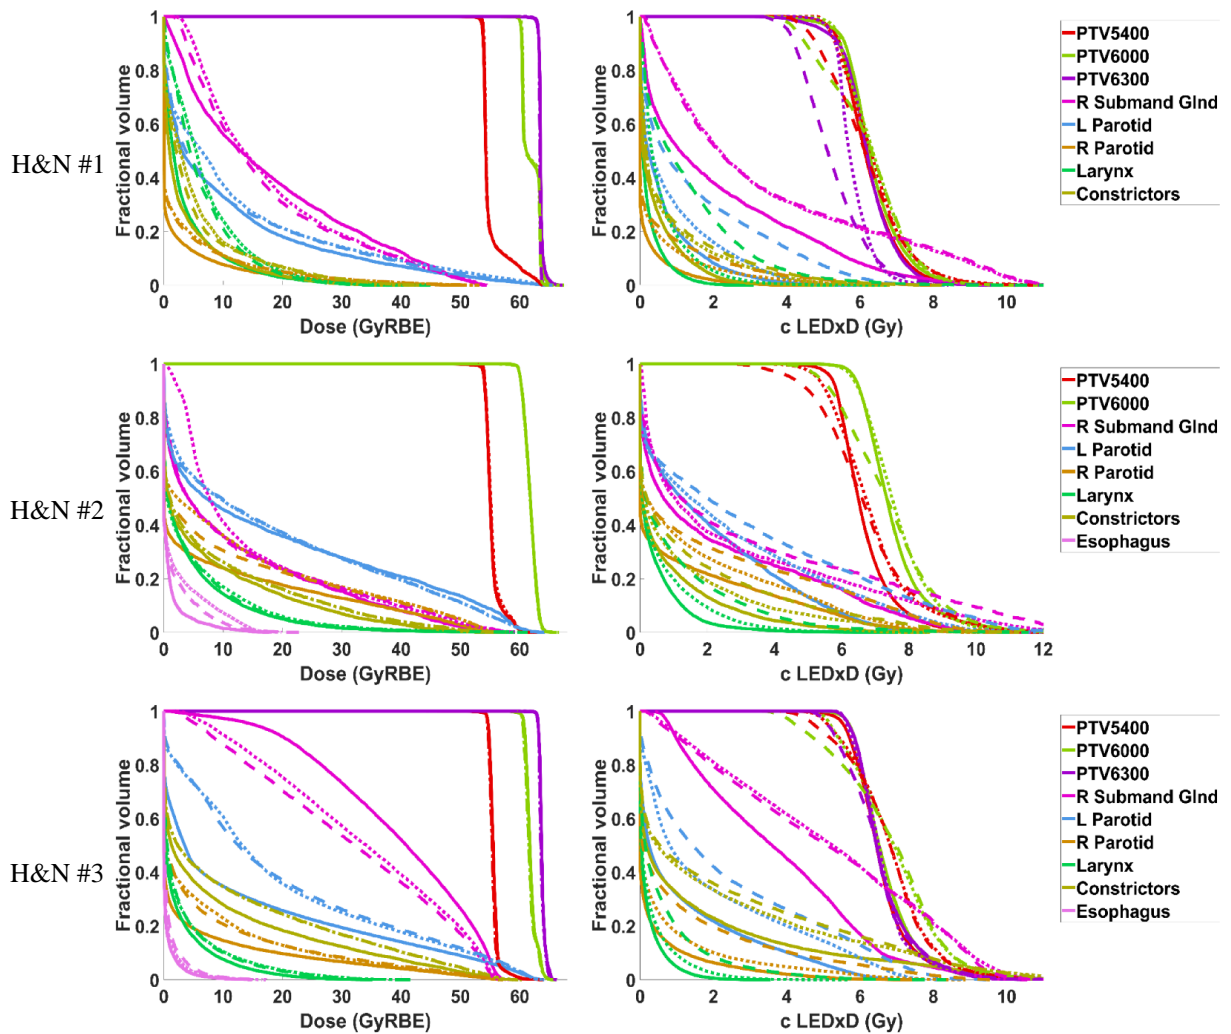 H&N #1
Fractional volume
1
0.8
0.6
0.4
0.2
0
0 10 20 30 40 50 60
Dose (GyRBE)
Fractional volume
1
0.8
0.6
0.4
0.2
0
0 2 4 6 8 10
c LEDxD (Gy)
PTV5400
PTV6000
PTV6300
R Submand Glnd
L Parotid
R Parotid
Larynx
Constrictors
H&N #2
Fractional volume
1
0.8
0.6
0.4
0.2
0
0 10 20 30 40 50 60
Dose (GyRBE)
Fractional volume
1
0.8
0.6
0.4
0.2
0
0 2 4 6 8 10 12
c LEDxD (Gy)
PTV5400
PTV6000
R Submand Glnd
L Parotid
R Parotid
Larynx
Constrictors
Esophagus
H&N #3
Fractional volume
1
0.8
0.6
0.4
0.2
0
0 10 20 30 40 50 60
Dose (GyRBE)
Fractional volume
1
0.8
0.6
0.4
0.2
0
0 2 4 6 8 10
c LEDxD (Gy)
PTV5400
PTV6000
PTV6300
R Submand Glnd
L Parotid
R Parotid
Larynx
Constrictors
Esophagus